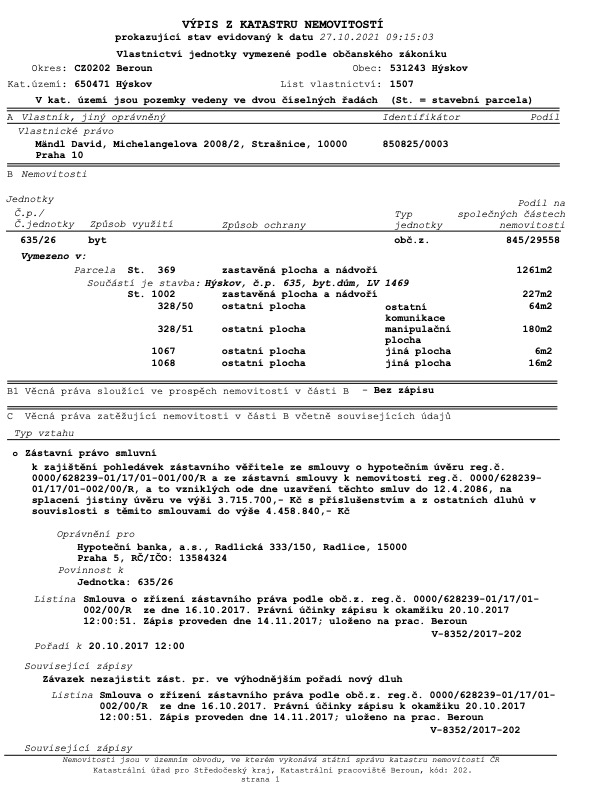 VÝPIS Z KATASTRU NEMOVITOSTÍ
prokazující stav evidovaný k datu 27.10.2021 09:15:03
Vlastnictví jednotky vymezené podle občanského zákoníku
Okres: CZ0202 Beroun Obec: 531243 Hýskov
Kat.území: 650471 Hýskov List vlastnictví: 1507
V kat. území jsou pozemky vedeny ve dvou číselných řadách (St. = stavební parcela)
A Vlastník, jiný oprávněný Identifikátor Podíl
Vlastnické právo
Mändl David, Michelangelova 2008/2, Strašnice, 10000 850825/0003
Praha 10
B Nemovitosti
Jednotky
Č.p./ Podíl na
Č.jednotky Způsob využití Způsob ochrany Typ společných částech
jednotky nemovitosti
635/26 byt obč.z. 845/29558
Vymezeno v:
Parcela St. 369 zastavěná plocha a nádvoří 1261m2
Součástí je stavba: Hýskov, č.p. 635, byt.dům, LV 1469
St. 1002 zastavěná plocha a nádvoří 227m2
328/50 ostatní plocha ostatní 64m2
komunikace
328/51 ostatní plocha manipulační 180m2
plocha
1067 ostatní plocha jiná plocha 6m2
1068 ostatní plocha jiná plocha 16m2
B1 Věcná práva sloužící ve prospěch nemovitostí v části B - Bez zápisu
C Věcná práva zatěžující nemovitosti v části B včetně souvisejících údajů
Typ vztahu
o Zástavní právo smluvní
k zajištění pohledávek zástavního věřitele ze smlouvy o hypotečním úvěru reg.č.
0000/628239-01/17/01-001/00/R a ze zástavní smlouvy k nemovitosti reg.č. 0000/628239-
01/17/01-002/00/R, a to vzniklých ode dne uzavření těchto smluv do 12.4.2086, na
splacení jistiny úvěru ve výši 3.715.700,- Kč s příslušenstvím a z ostatních dluhů v
souvislosti s těmito smlouvami do výše 4.458.840,- Kč
Oprávnění pro
Hypoteční banka, a.s., Radlická 333/150, Radlice, 15000
Praha 5, RČ/IČO: 13584324
Povinnost k
Jednotka: 635/26
Listina Smlouva o zřízení zástavního práva podle obč.z. reg.č. 0000/628239-01/17/01-
002/00/R ze dne 16.10.2017. Právní účinky zápisu k okamžiku 20.10.2017
12:00:51. Zápis proveden dne 14.11.2017; uloženo na prac. Beroun
V-8352/2017-202
Pořadí k 20.10.2017 12:00
Související zápisy
Závazek nezajistit zást. pr. ve výhodnějším pořadí nový dluh
Listina Smlouva o zřízení zástavního práva podle obč.z. reg.č. 0000/628239-01/17/01-
002/00/R ze dne 16.10.2017. Právní účinky zápisu k okamžiku 20.10.2017
12:00:51. Zápis proveden dne 14.11.2017; uloženo na prac. Beroun
V-8352/2017-202
Související zápisy
Nemovitosti jsou v územním obvodu, ve kterém vykonává státní správu katastru nemovitostí ČR
Katastrální úřad pro Středočeský kraj, Katastrální pracoviště Beroun, kód: 202.
strana 1